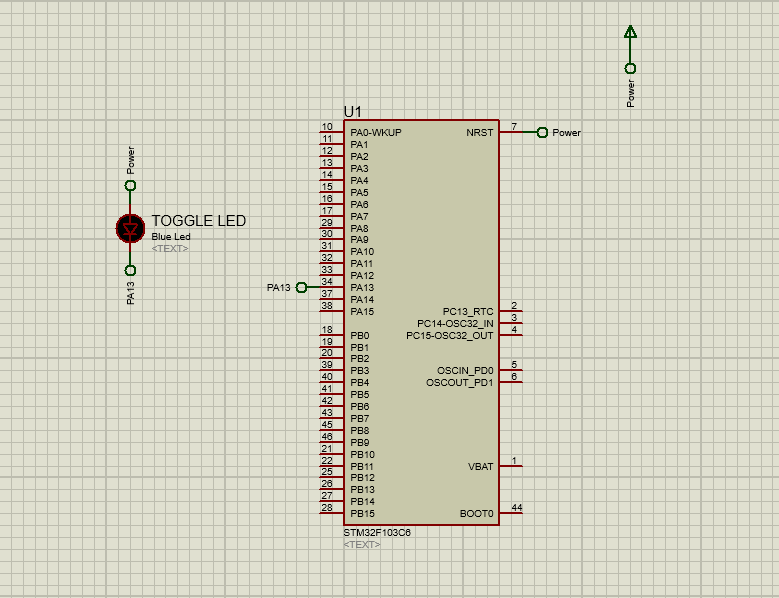 Power
U1
10 PA0-WKUP NRST 7 Power
11 PA1
12 PA2
13 PA3
14 PA4
15 PA5
16 PA6
17 PA7
29 PA8
30 PA9
31 PA10
32 PA11
33 PA12
PA13 34 PA13
37 PA14
38 PA15
18 PB0
19 PB1
20 PB2
39 PB3
40 PB4
41 PB5
42 PB6
43 PB7
45 PB8
46 PB9
21 PB10
22 PB11
25 PB12
26 PB13
27 PB14
28 PB15
PC13_RTC 2
PC14-OSC32_IN 3
PC15-OSC32_OUT 4
OSCIN_PD0 5
OSCOUT_PD1 6
VBAT 1
BOOT0 44
STM32F103C6
<TEXT>
Power
TOGGLE LED
Blue Led
<TEXT>
PA13